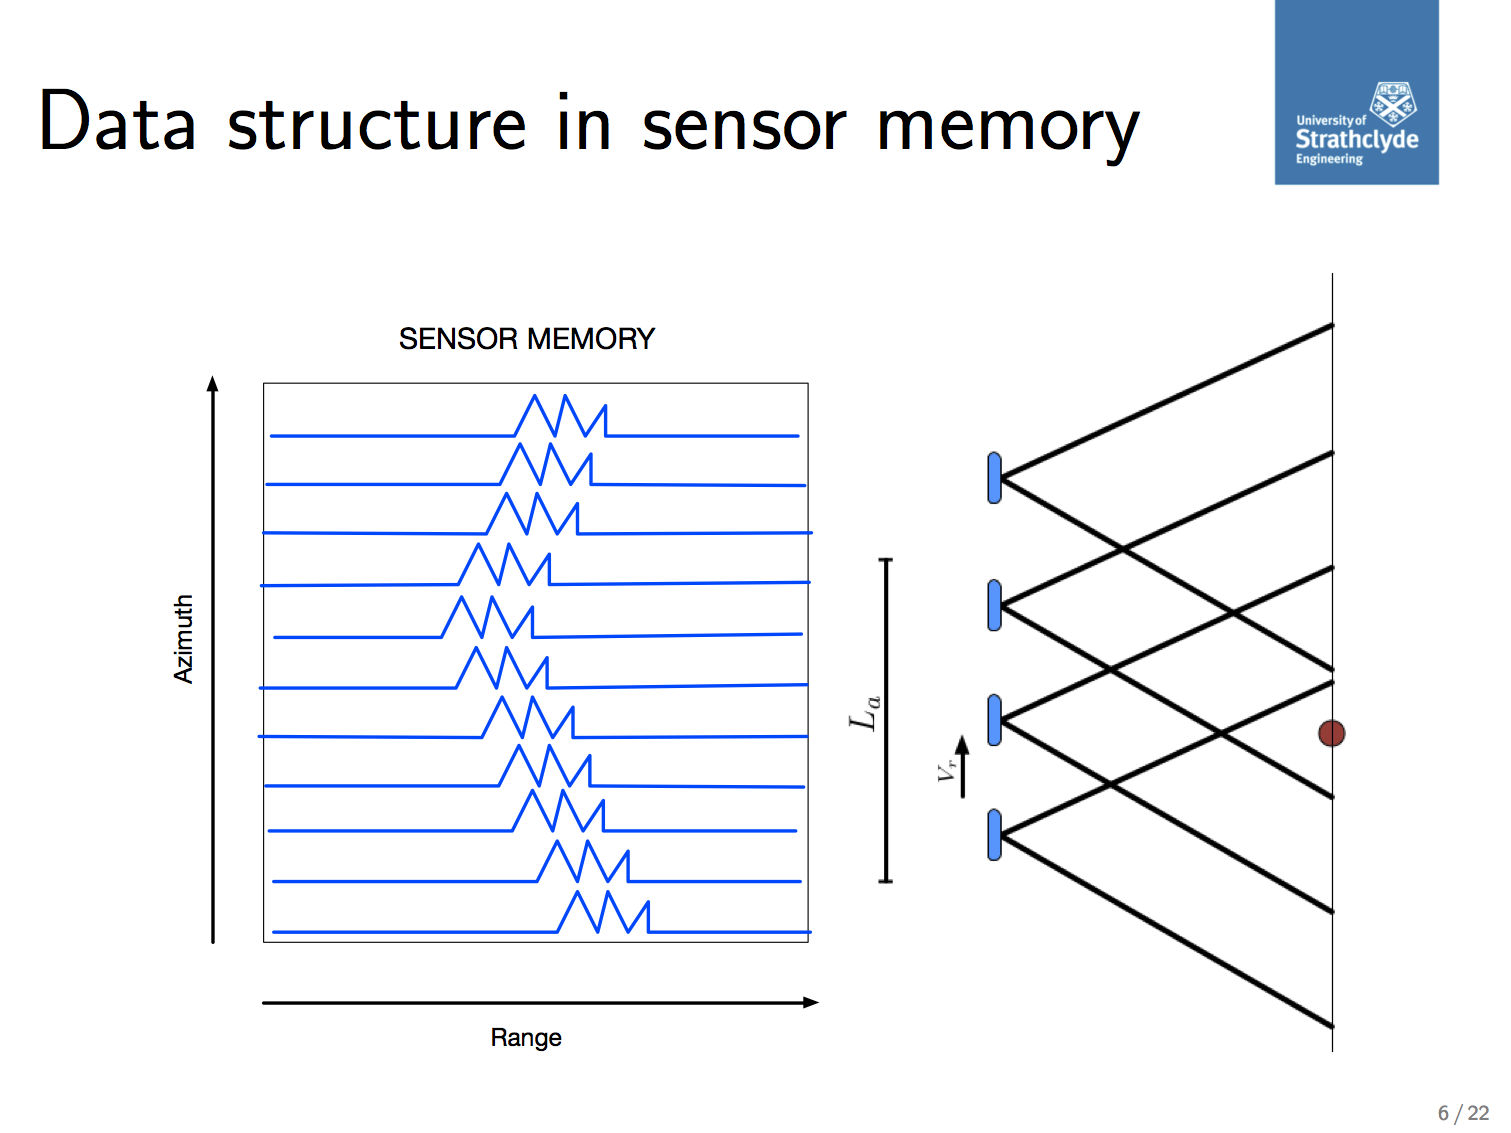 Data structure in sensor memory
University of
Strathclyde
Engineering
SENSOR MEMORY
Azimuth
Range
L_a
V_r
6 / 22